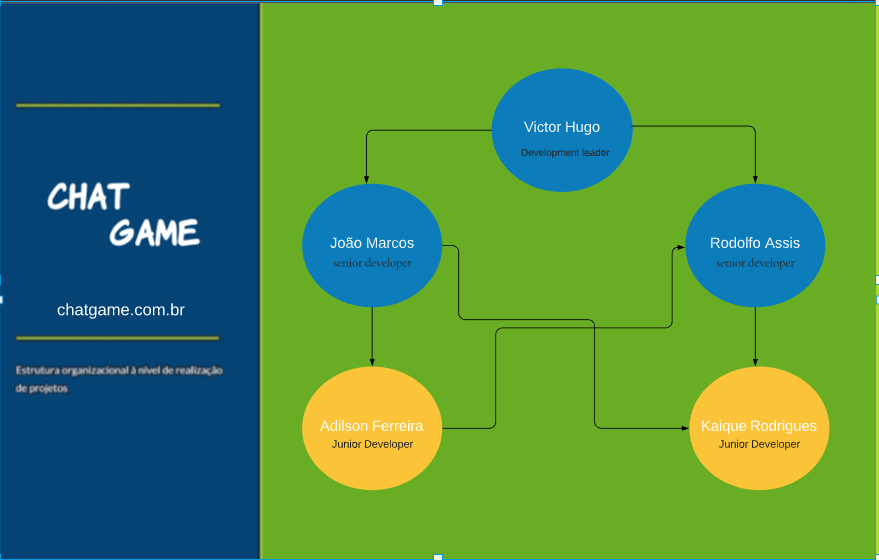 CHAT
GAME
chatgame.com.br
Estrutura organizacional à nível de realização
de projetos
Victor Hugo
Development leader
João Marcos
senior developer
Rodolfo Assis
senior developer
Adilson Ferreira
Junior Developer
Kaique Rodrigues
Junior Developer